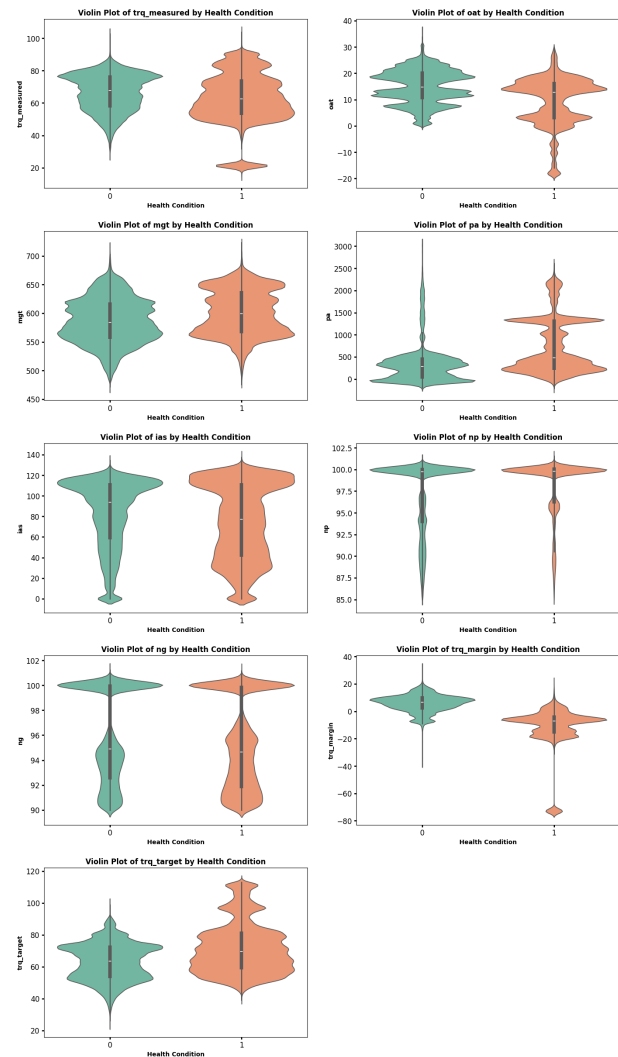 Violin Plot of trq_measured by Health Condition
100
80
60
40
20
trq_measured
0
1
Health Condition
Violin Plot of oat by Health Condition
40
30
20
10
0
−10
−20
oat
0
1
Health Condition
Violin Plot of mgt by Health Condition
700
650
600
550
500
450
mgt
0
1
Health Condition
Violin Plot of pa by Health Condition
3000
2500
2000
1500
1000
500
0
pa
0
1
Health Condition
Violin Plot of ias by Health Condition
140
120
100
80
60
40
20
0
ias
0
1
Health Condition
Violin Plot of np by Health Condition
102.5
100.0
97.5
95.0
92.5
90.0
87.5
85.0
np
0
1
Health Condition
Violin Plot of ng by Health Condition
102
100
98
96
94
92
90
ng
0
1
Health Condition
Violin Plot of trq_margin by Health Condition
40
20
0
−20
−40
−60
−80
trq_margin
0
1
Health Condition
Violin Plot of trq_target by Health Condition
120
100
80
60
40
20
trq_target
0
1
Health Condition